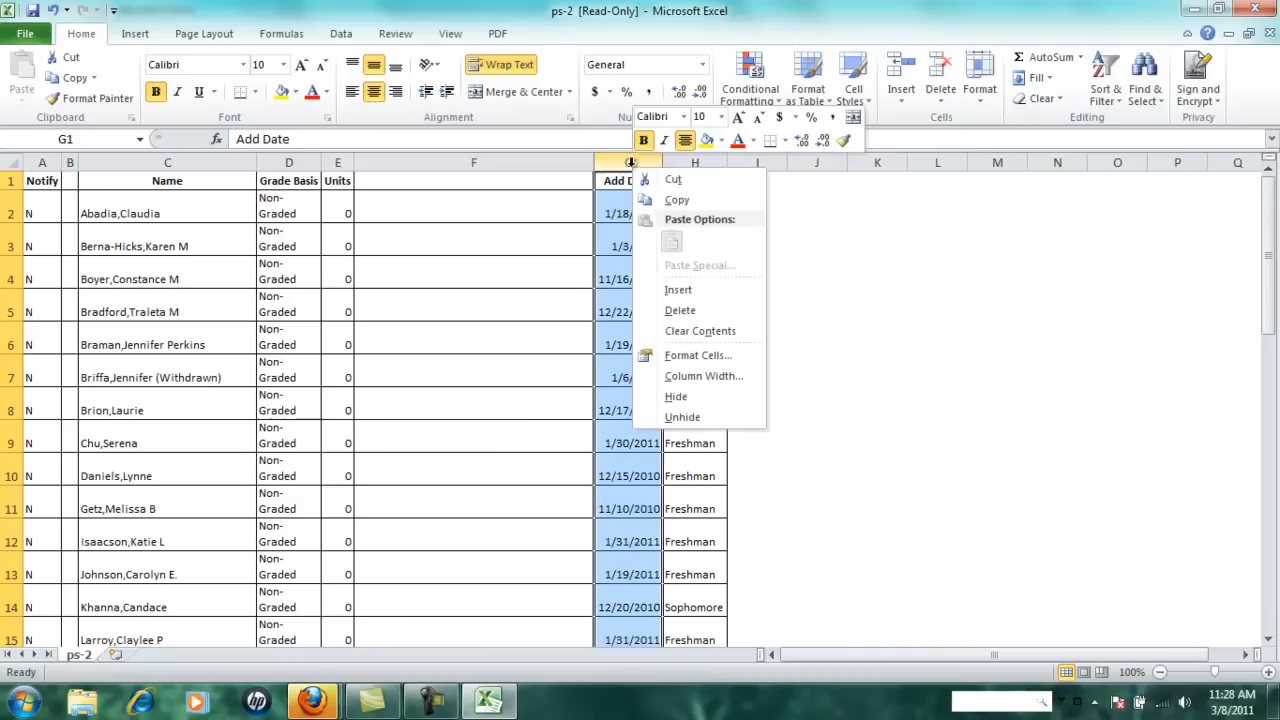 ps-2 [Read-Only] - Microsoft Excel
File Home Insert Page Layout Formulas Data Review View PDF
Paste
Cut
Copy
Format Painter
Clipboard
Calibri 10
B I U
Font
Wrap Text
Merge & Center
Alignment
General
$ % ,
Conditional Formatting
Format as Table
Cell Styles
Insert Delete Format
Cells
Σ AutoSum
Fill
Clear
Sort & Filter
Find & Select
Editing
Sign and Encrypt
Privacy
Calibri 10 A A $ % ,
B I A
G1 fx Add Date
A B C D E F G H I J K L M N O P Q
1 Notify Name Grade Basis Units Add D
2 N Abadia,Claudia Non-Graded 0 1/18/
3 N Berna-Hicks,Karen M Non-Graded 0 1/3/
4 N Boyer,Constance M Non-Graded 0 11/16/
5 N Bradford,Traleta M Non-Graded 0 12/22/
6 N Braman,Jennifer Perkins Non-Graded 0 1/19/
7 N Briffa,Jennifer (Withdrawn) Non-Graded 0 1/6/
8 N Brion,Laurie Non-Graded 0 12/17/
9 N Chu,Serena Non-Graded 0 1/30/2011 Freshman
10 N Daniels,Lynne Non-Graded 0 12/15/2010 Freshman
11 N Getz,Melissa B Non-Graded 0 11/10/2010 Freshman
12 N Isaacson,Katie L Non-Graded 0 1/31/2011 Freshman
13 N Johnson,Carolyn E. Non-Graded 0 1/19/2011 Freshman
14 N Khanna,Candace Non-Graded 0 12/20/2010 Sophomore
15 N Larroy,Claylee P Non-Graded 0 1/31/2011 Freshman
Cut
Copy
Paste Options:
Paste Special...
Insert
Delete
Clear Contents
Format Cells...
Column Width...
Hide
Unhide
ps-2
Ready 100%
hp
11:28 AM
3/8/2011